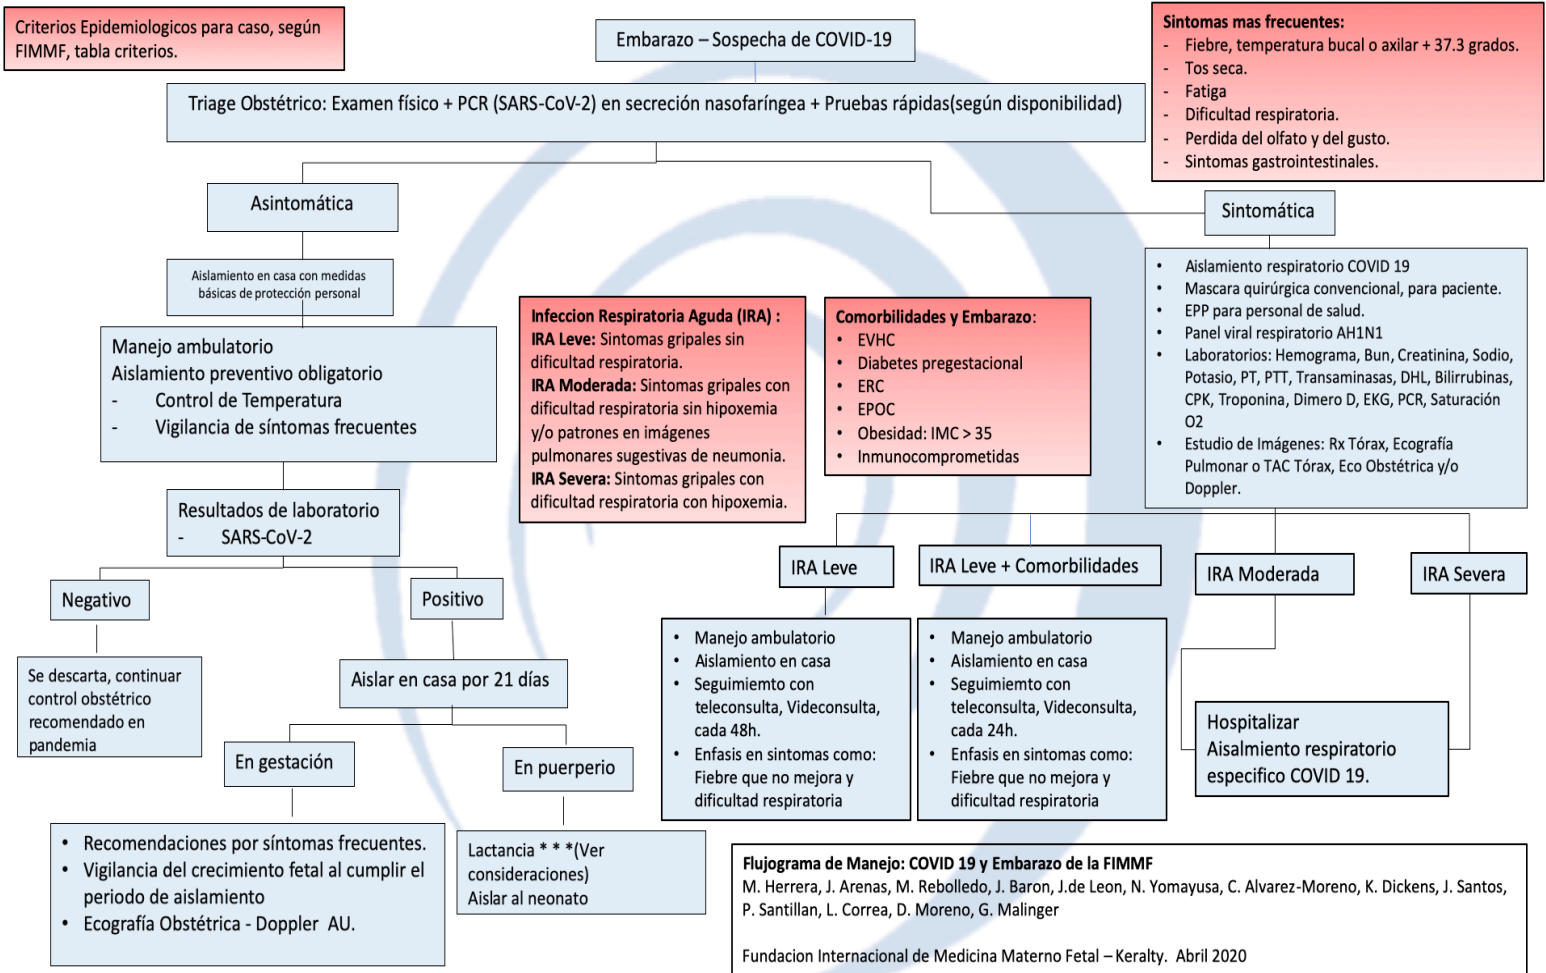 Criterios Epidemiologicos para caso, según
FIMMF, tabla criterios.
Embarazo – Sospecha de COVID-19
Sintomas mas frecuentes:
- Fiebre, temperatura bucal o axilar + 37.3 grados.
- Tos seca.
- Fatiga
- Dificultad respiratoria.
- Perdida del olfato y del gusto.
- Sintomas gastrointestinales.
Triage Obstétrico: Examen físico + PCR (SARS-CoV-2) en secreción nasofaríngea + Pruebas rápidas(según disponibilidad)
Asintomática
Sintomática
Aislamiento en casa con medidas
básicas de protección personal
Manejo ambulatorio
Aislamiento preventivo obligatorio
- Control de Temperatura
- Vigilancia de síntomas frecuentes
Infeccion Respiratoria Aguda (IRA) :
IRA Leve: Sintomas gripales sin
dificultad respiratoria.
IRA Moderada: Sintomas gripales con
dificultad respiratoria sin hipoxemia
y/o patrones en imágenes
pulmonares sugestivas de neumonia.
IRA Severa: Sintomas gripales con
dificultad respiratoria con hipoxemia.
Comorbilidades y Embarazo:
• EVHC
• Diabetes pregestacional
• ERC
• EPOC
• Obesidad: IMC > 35
• Inmunocomprometidas
• Aislamiento respiratorio COVID 19
• Mascara quirúrgica convencional, para paciente.
• EPP para personal de salud.
• Panel viral respiratorio AH1N1
• Laboratorios: Hemograma, Bun, Creatinina, Sodio,
Potasio, PT, PTT, Transaminasas, DHL, Bilirrubinas,
CPK, Troponina, Dimero D, EKG, PCR, Saturación
O2
• Estudio de Imágenes: Rx Tórax, Ecografía
Pulmonar o TAC Tórax, Eco Obstétrica y/o
Doppler.
Resultados de laboratorio
- SARS-CoV-2
Negativo
Positivo
Se descarta, continuar
control obstétrico
recomendado en
pandemia
Aislar en casa por 21 días
En gestación
En puerperio
• Recomendaciones por síntomas frecuentes.
• Vigilancia del crecimiento fetal al cumplir el
periodo de aislamiento
• Ecografía Obstétrica - Doppler AU.
Lactancia * * *(Ver
consideraciones)
Aislar al neonato
IRA Leve
IRA Leve + Comorbilidades
IRA Moderada
IRA Severa
• Manejo ambulatorio
• Aislamiento en casa
• Seguimiemto con
teleconsulta, Videconsulta,
cada 48h.
• Enfasis en sintomas como:
Fiebre que no mejora y
dificultad respiratoria
• Manejo ambulatorio
• Aislamiento en casa
• Seguimiemto con
teleconsulta, Videconsulta,
cada 24h.
• Enfasis en sintomas como:
Fiebre que no mejora y
dificultad respiratoria
Hospitalizar
Aisalmiento respiratorio
especifico COVID 19.
Flujograma de Manejo: COVID 19 y Embarazo de la FIMMF
M. Herrera, J. Arenas, M. Rebolledo, J. Baron, J.de Leon, N. Yomayusa, C. Alvarez-Moreno, K. Dickens, J. Santos,
P. Santillan, L. Correa, D. Moreno, G. Malinger
Fundacion Internacional de Medicina Materno Fetal – Keralty. Abril 2020